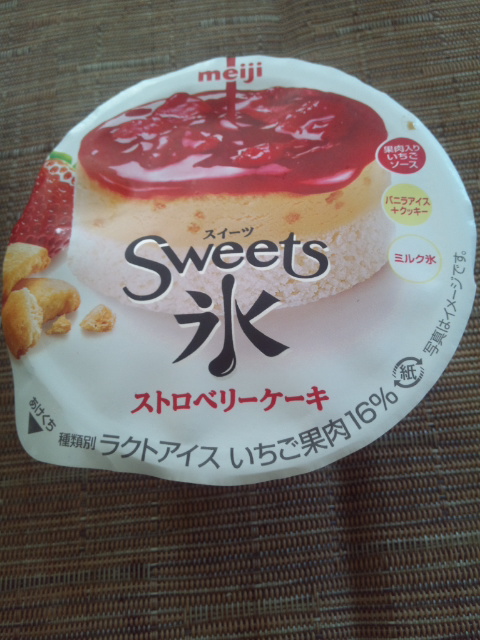 meiji
果肉入り
いちご
ソース
バニラアイス
+クッキー
ミルク氷
スイーツ
Sweets
氷
ストロベリーケーキ
写真はイメージです。
紙
あけくち
種類別 ラクトアイス いちご果肉16%